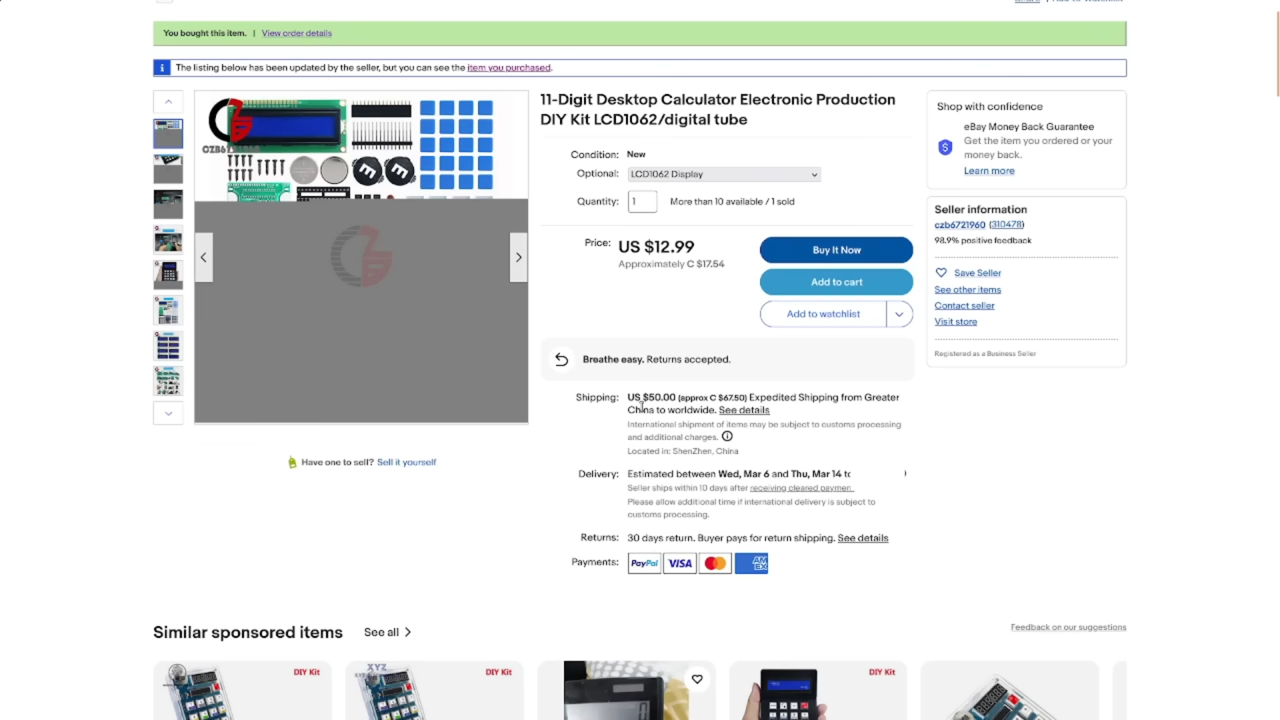 You bought this item. | View order details
The listing below has been updated by the seller, but you can see the item you purchased.
11-Digit Desktop Calculator Electronic Production
DIY Kit LCD1062/digital tube
Condition: New
Optional: LCD1062 Display
Quantity: 1 More than 10 available / 1 sold
Price: US $12.99
Approximately C $17.54
Buy It Now
Add to cart
Add to watchlist
Breathe easy. Returns accepted.
Shipping: US $50.00 (approx C $67.50) Expedited Shipping from Greater
China to worldwide. See details
International shipment of items may be subject to customs processing
and additional charges.
Located in: ShenZhen, China
Delivery: Estimated between Wed, Mar 6 and Thu, Mar 14 to
Seller ships within 10 days after receiving cleared payment.
Please allow additional time if international delivery is subject to
customs processing.
Returns: 30 days return. Buyer pays for return shipping. See details
Payments: PayPal VISA AM EX
Shop with confidence
eBay Money Back Guarantee
Get the item you ordered or your
money back.
Learn more
Seller information
czb6721960 (310478)
98.9% positive feedback
Save Seller
See other items
Contact seller
Visit store
Registered as a Business Seller
Have one to sell? Sell it yourself
Similar sponsored items See all
Feedback on our suggestions
DIY Kit
XYZ
DIY Kit
DIY Kit